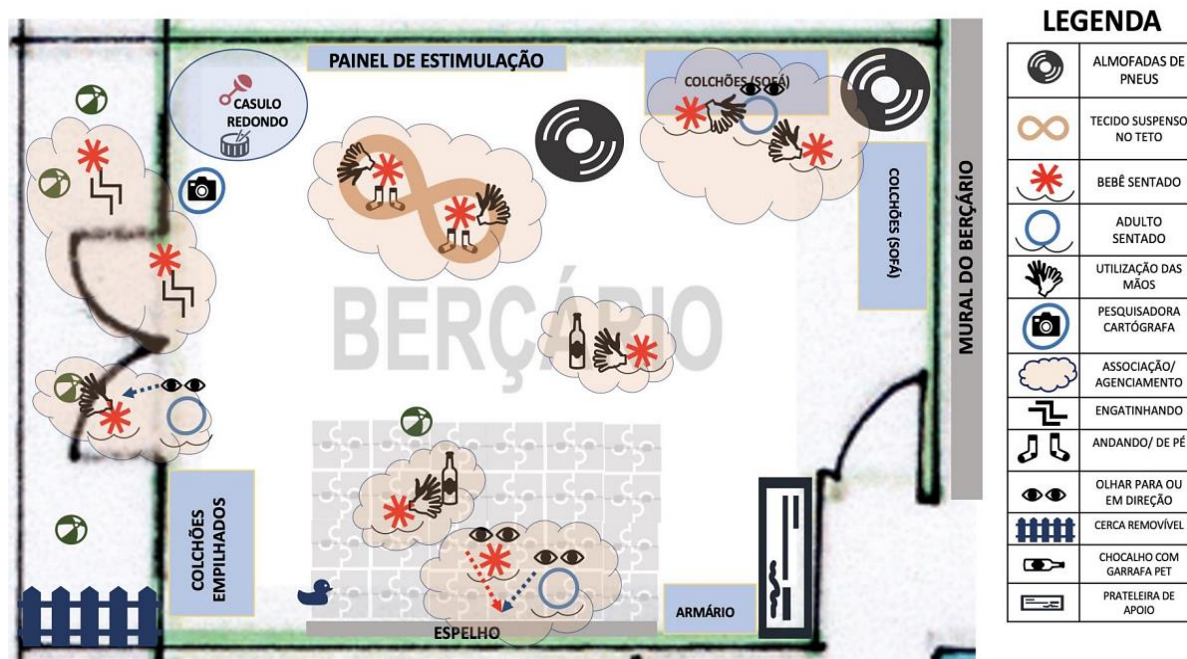 PAINEL DE ESTIMULAÇÃO
COLCHÕES (SOFÁ)
CASULO
REDONDO
COLCHÕES (SOFÁ)
BERÇÁRIO
MURAL DO BERÇÁRIO
COLCHÕES
EMPILHADOS
ARMÁRIO
ESPELHO
LEGENDA
ALMOFADAS DE
PNEUS
TECIDO SUSPENSO
NO TETO
BEBÊ SENTADO
ADULTO
SENTADO
UTILIZAÇÃO DAS
MÃOS
PESQUISADORA
CARTÓGRAFA
ASSOCIAÇÃO/
AGENCIAMENTO
ENGATINHANDO
ANDANDO/ DE PÉ
OLHAR PARA OU
EM DIREÇÃO
CERCA REMOVÍVEL
CHOCALHO COM
GARRAFA PET
PRATELEIRA DE
APOIO